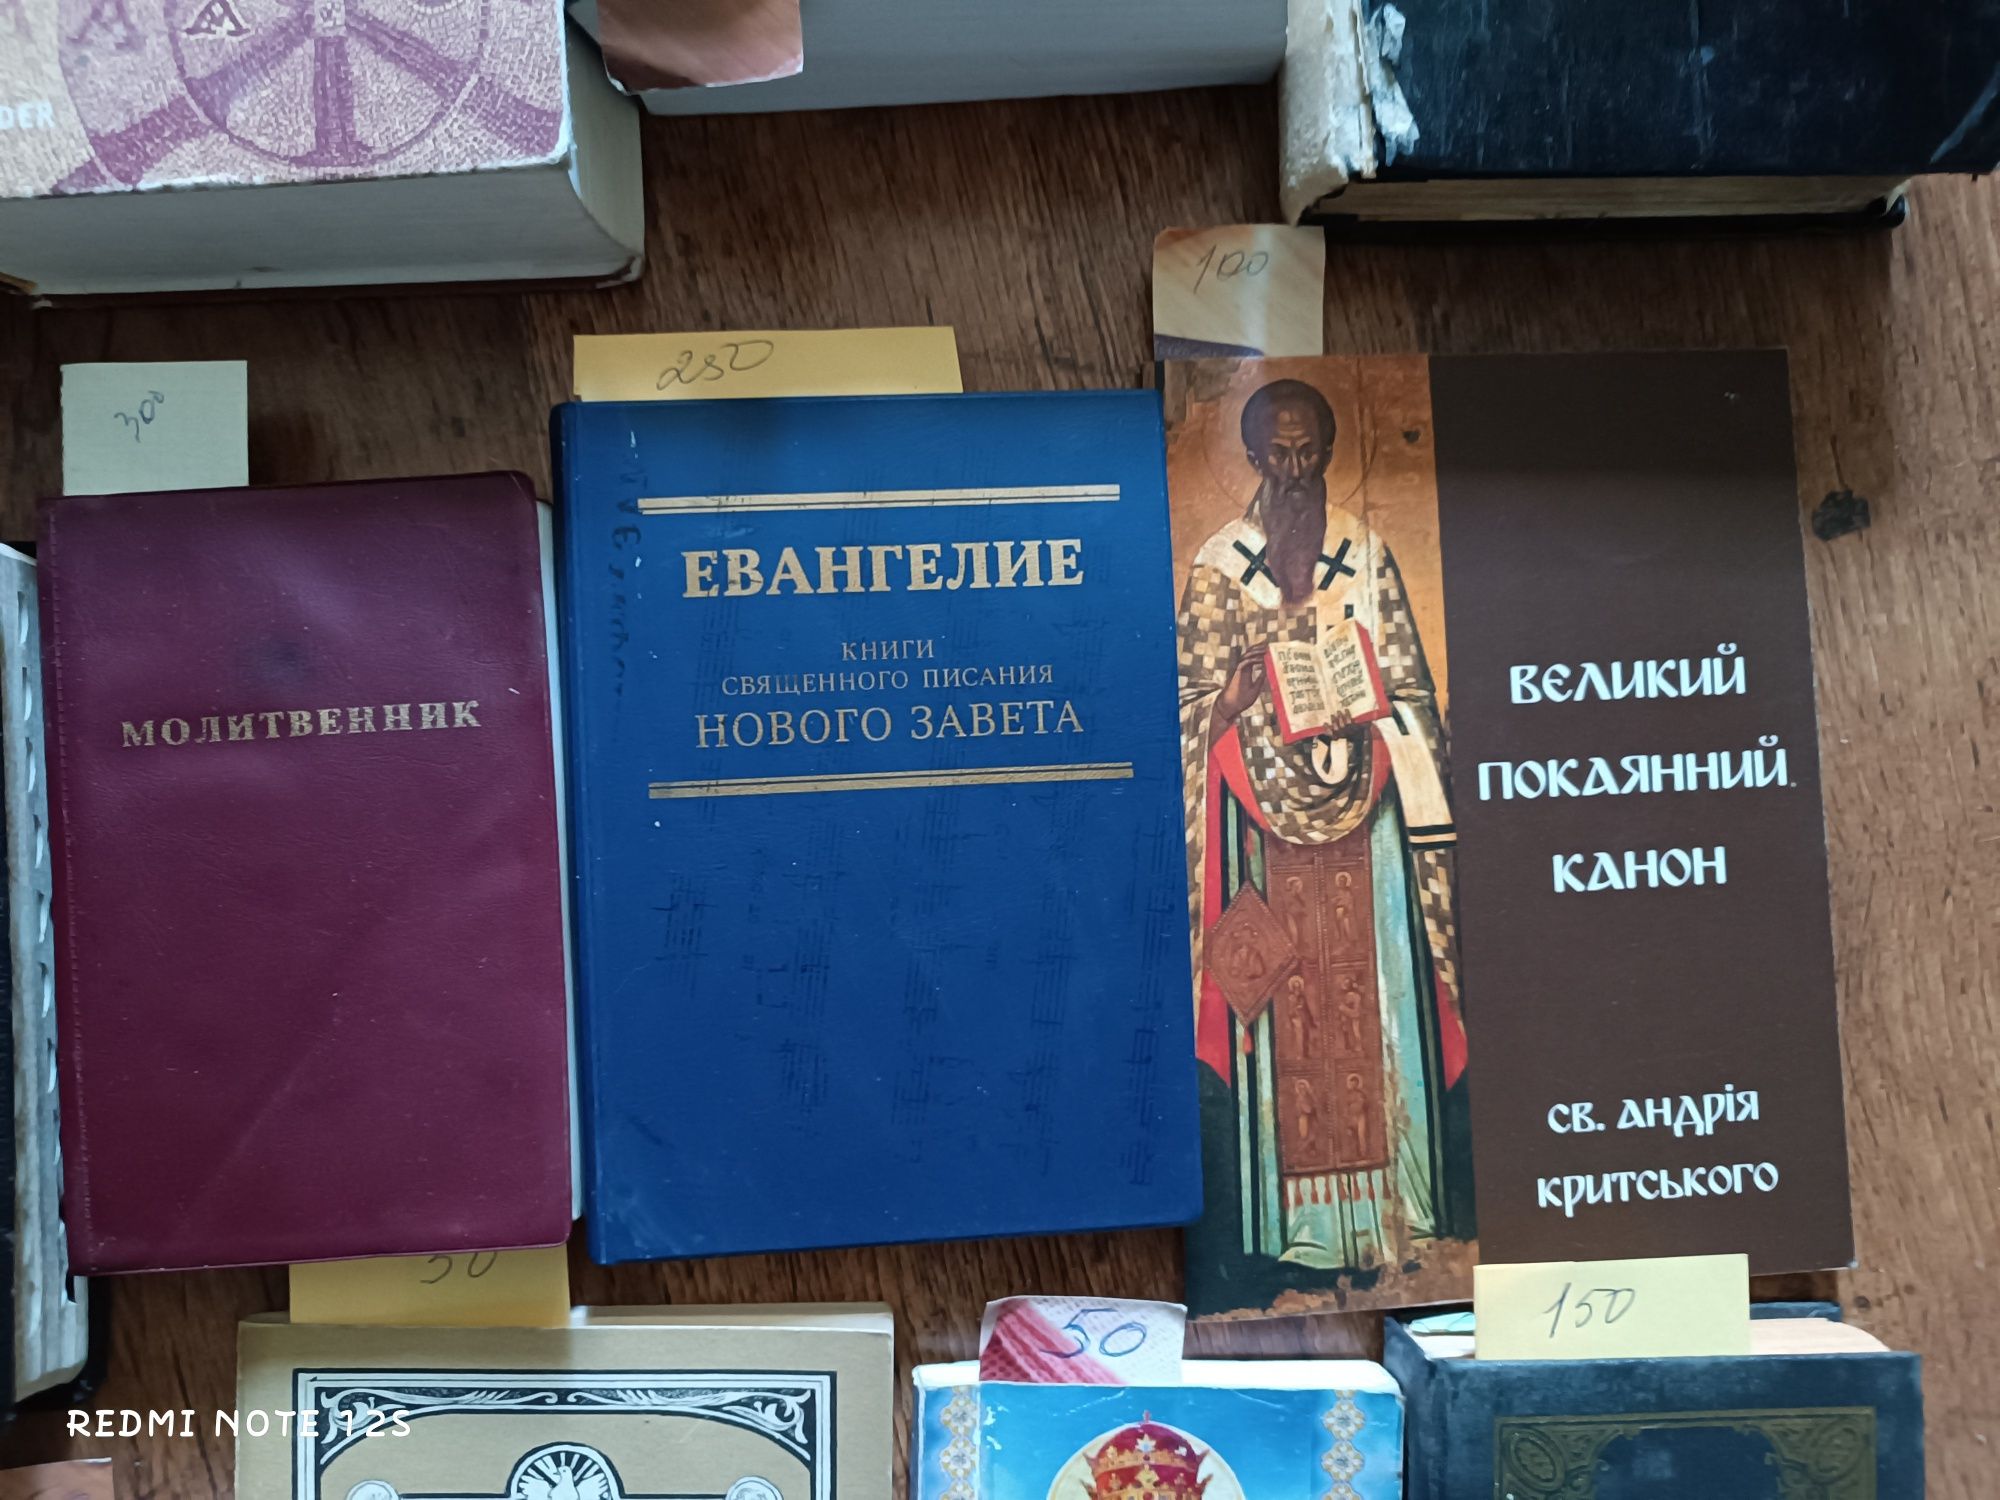 DER
100
250
300
ЕВАНГЕЛИЕ
КНИГИ
СВЯЩЕННОГО ПИСАНИЯ
НОВОГО ЗАВЕТА
МОЛИТВЕННИК
ВЕЛИКИЙ
ПОКАЯННИЙ
КАНОН
СВ. АНДРІЯ
КРИТСЬКОГО
50
150
REDMI NOTE 12S